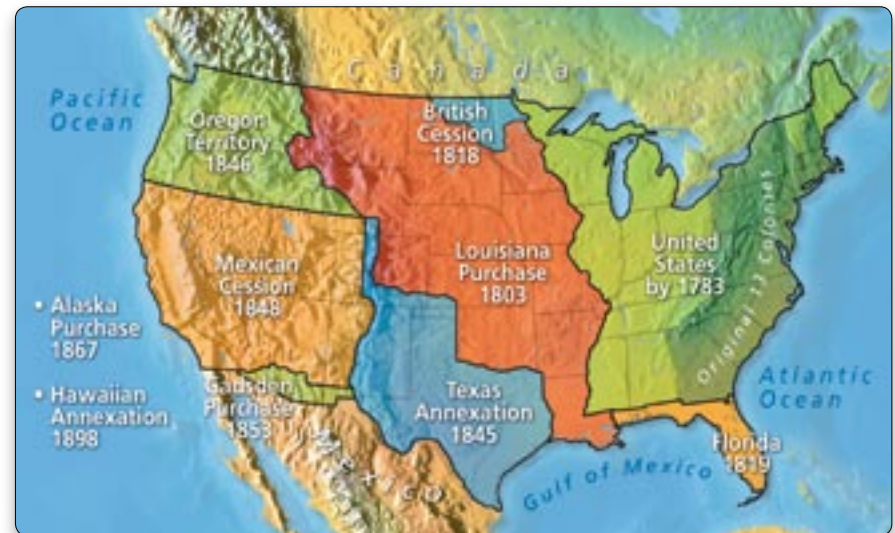 Canada
Pacific
Ocean
Oregon
Territory
1846
British
Cession
1818
Mexican
Cession
1848
Louisiana
Purchase
1803
United
States
by 1783
Original 13 Colonies
• Alaska
Purchase
1867
• Hawaiian
Annexation
1898
Gadsden
Purchase
1853
Texas
Annexation
1845
Atlantic
Ocean
Florida
1819
Mexico
Gulf of Mexico